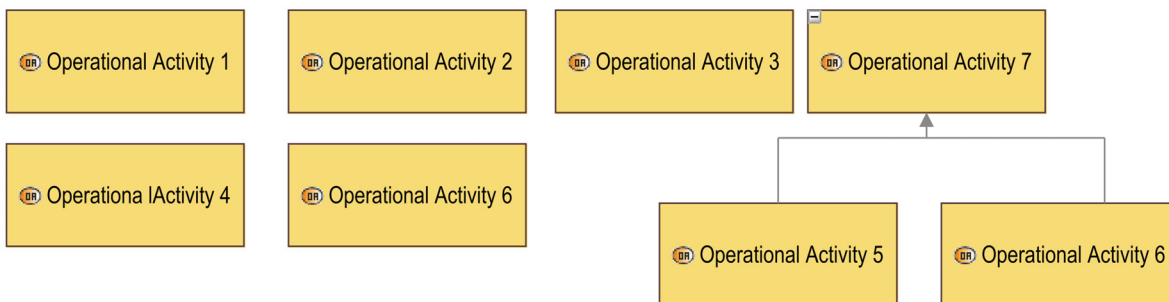 OA Operational Activity 1
OA Operational Activity 2
OA Operational Activity 3
OA Operational Activity 7
OA Operationa lActivity 4
OA Operational Activity 6
OA Operational Activity 5
OA Operational Activity 6